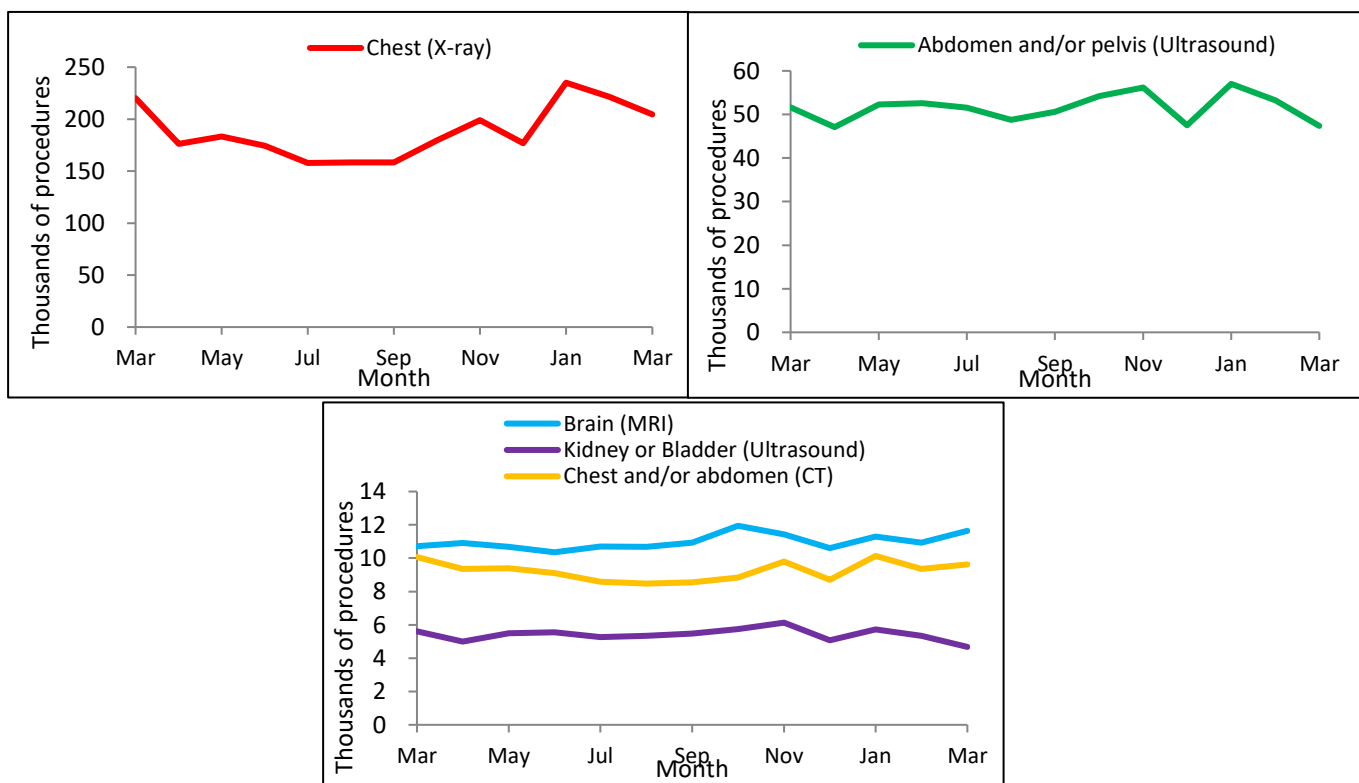 Chest (X-ray)
Thousands of procedures
250
200
150
100
50
0
Mar May Jul Sep Nov Jan Mar
Month
Abdomen and/or pelvis (Ultrasound)
Thousands of procedures
60
50
40
30
20
10
0
Mar May Jul Sep Nov Jan Mar
Month
Brain (MRI)
Kidney or Bladder (Ultrasound)
Chest and/or abdomen (CT)
Thousands of procedures
14
12
10
8
6
4
2
0
Mar May Jul Sep Nov Jan Mar
Month